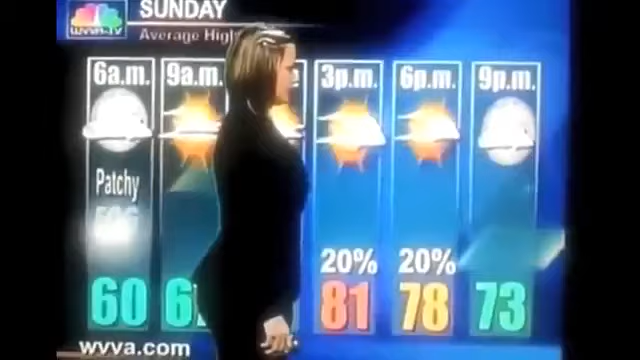 SUNDAY
WVVA-TV
Average High
6a.m. 9a.m. 3p.m. 6p.m. 9p.m.
Patchy
FOG
20% 20%
60 81 78 73
wvva.com